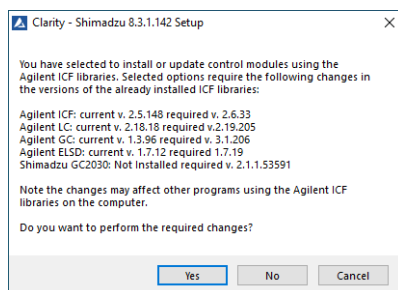 Clarity - Shimadzu 8.3.1.142 Setup
You have selected to install or update control modules using the
Agilent ICF libraries. Selected options require the following changes in
the versions of the already installed ICF libraries:
Agilent ICF: current v. 2.5.148 required v. 2.6.33
Agilent LC: current v. 2.18.18 required v.2.19.205
Agilent GC: current v. 1.3.96 required v. 3.1.206
Agilent ELSD: current v. 1.7.12 required 1.7.19
Shimadzu GC2030: Not Installed required v. 2.1.1.53591
Note the changes may affect other programs using the Agilent ICF
libraries on the computer.
Do you want to perform the required changes?
Yes No Cancel